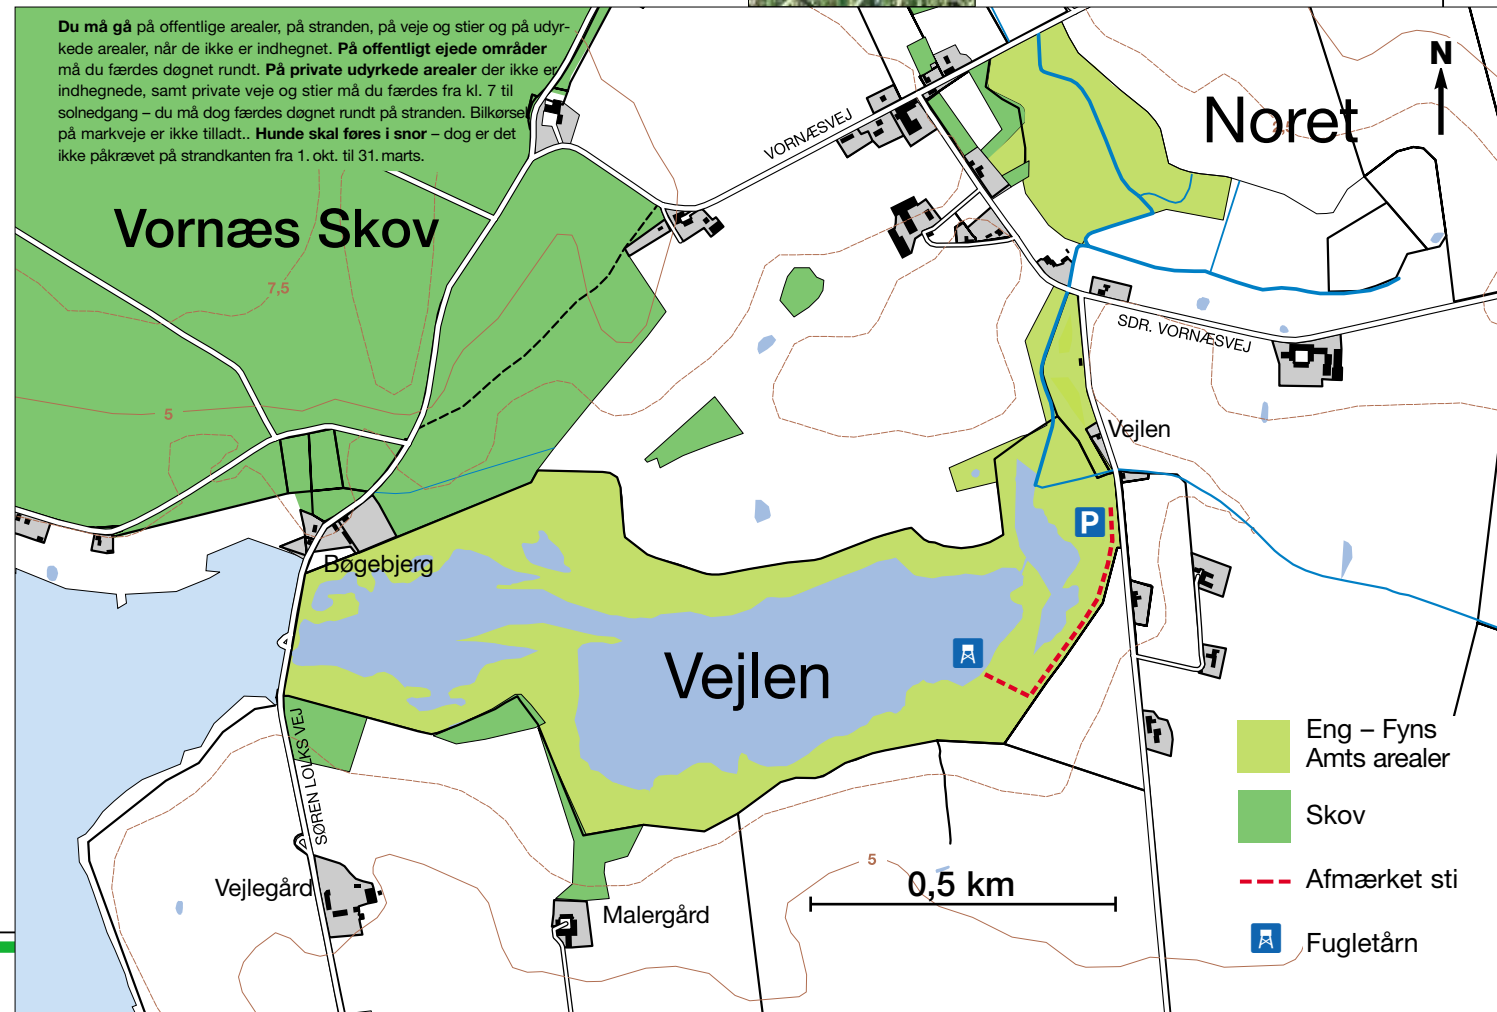 Du må gå på offentlige arealer, på stranden, på veje og stier og på udyr-
kede arealer, når de ikke er indhegnet. På offentligt ejede områder
må du færdes døgnet rundt. På private udyrkede arealer der ikke er
indhegnede, samt private veje og stier må du færdes fra kl. 7 til
solnedgang – du må dog færdes døgnet rundt på stranden. Bilkørsel
på markveje er ikke tilladt.. Hunde skal føres i snor – dog er det
ikke påkrævet på strandkanten fra 1. okt. til 31. marts.
N
Noret
VORNÆSVEJ
Vornæs Skov
7,5
SDR. VORNÆSVEJ
5
Vejlen
P
Bøgebjerg
Vejlen
SØREN LOLKS VEJ
Eng – Fyns
Amts arealer
Skov
5
0,5 km
Afmærket sti
Vejlegård
Malergård
Fugletårn